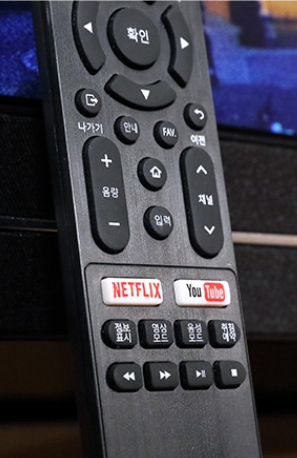 확인
나가기
안내
FAV.
이전
음량
채널
입력
NETFLIX
YouTube
정보
표시
영상
모드
음성
모드
취침
예약